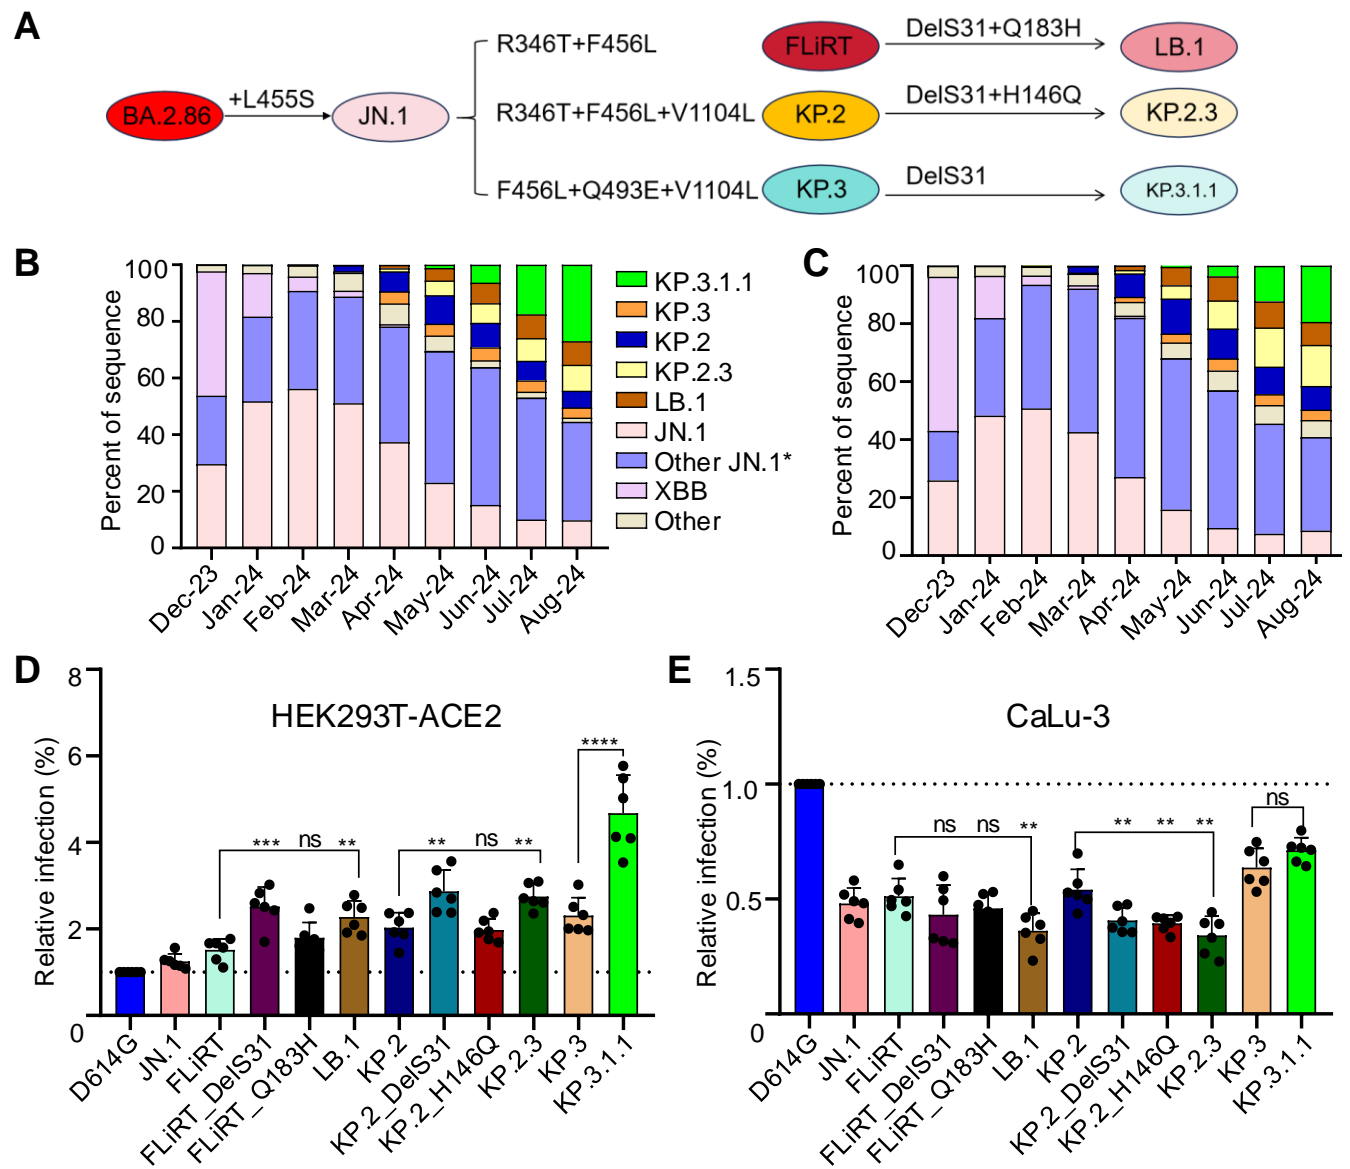 A
R346T+F456L
FLiRT
DelS31+Q183H
LB.1
BA.2.86
+L455S
JN.1
R346T+F456L+V1104L
KP.2
DelS31+H146Q
KP.2.3
F456L+Q493E+V1104L
KP.3
DelS31
KP.3.1.1
B
Percent of sequence
100
80
60
40
20
0
Dec-23
Jan-24
Feb-24
Mar-24
Apr-24
May-24
Jun-24
Jul-24
Aug-24
KP.3.1.1
KP.3
KP.2
KP.2.3
LB.1
JN.1
Other JN.1*
XBB
Other
C
Percent of sequence
100
80
60
40
20
0
Dec-23
Jan-24
Feb-24
Mar-24
Apr-24
May-24
Jun-24
Jul-24
Aug-24
D
HEK293T-ACE2
Relative infection (%)
8
6
4
2
0
*** ns **
** ns **
****
D614G
JN.1
FLiRT
FLiRT_DelS31
FLiRT_Q183H
LB.1
KP.2
KP.2_DelS31
KP.2_H146Q
KP.2.3
KP.3
KP.3.1.1
E
CaLu-3
Relative infection (%)
1.5
1.0
0.5
0
ns ns **
** ** **
ns
D614G
JN.1
FLiRT
FLiRT_DelS31
FLiRT_Q183H
LB.1
KP.2
KP.2_DelS31
KP.2_H146Q
KP.2.3
KP.3
KP.3.1.1